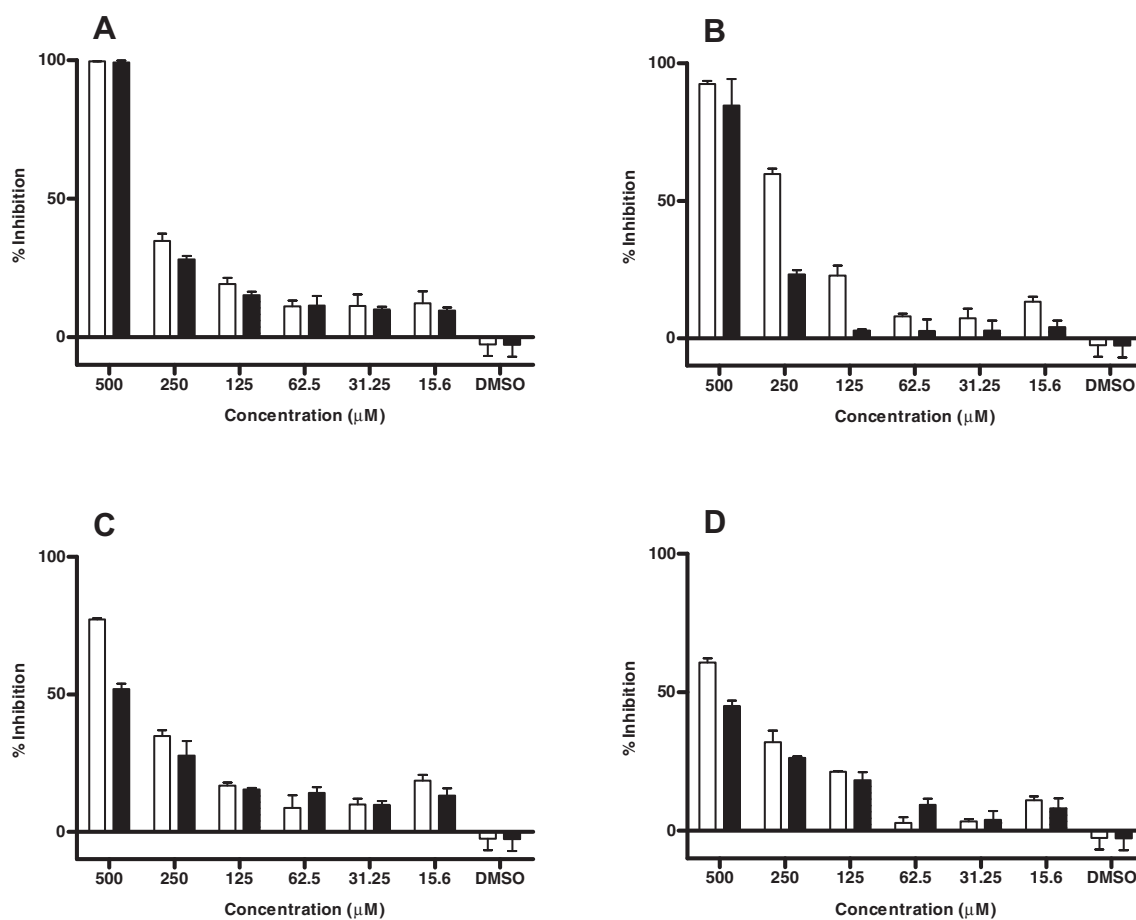 A
100
50
0
% Inhibition
500 250 125 62.5 31.25 15.6 DMSO
Concentration (μM)
B
100
50
0
% Inhibition
500 250 125 62.5 31.25 15.6 DMSO
Concentration (μM)
C
100
50
0
% Inhibition
500 250 125 62.5 31.25 15.6 DMSO
Concentration (μM)
D
100
50
0
% Inhibition
500 250 125 62.5 31.25 15.6 DMSO
Concentration (μM)